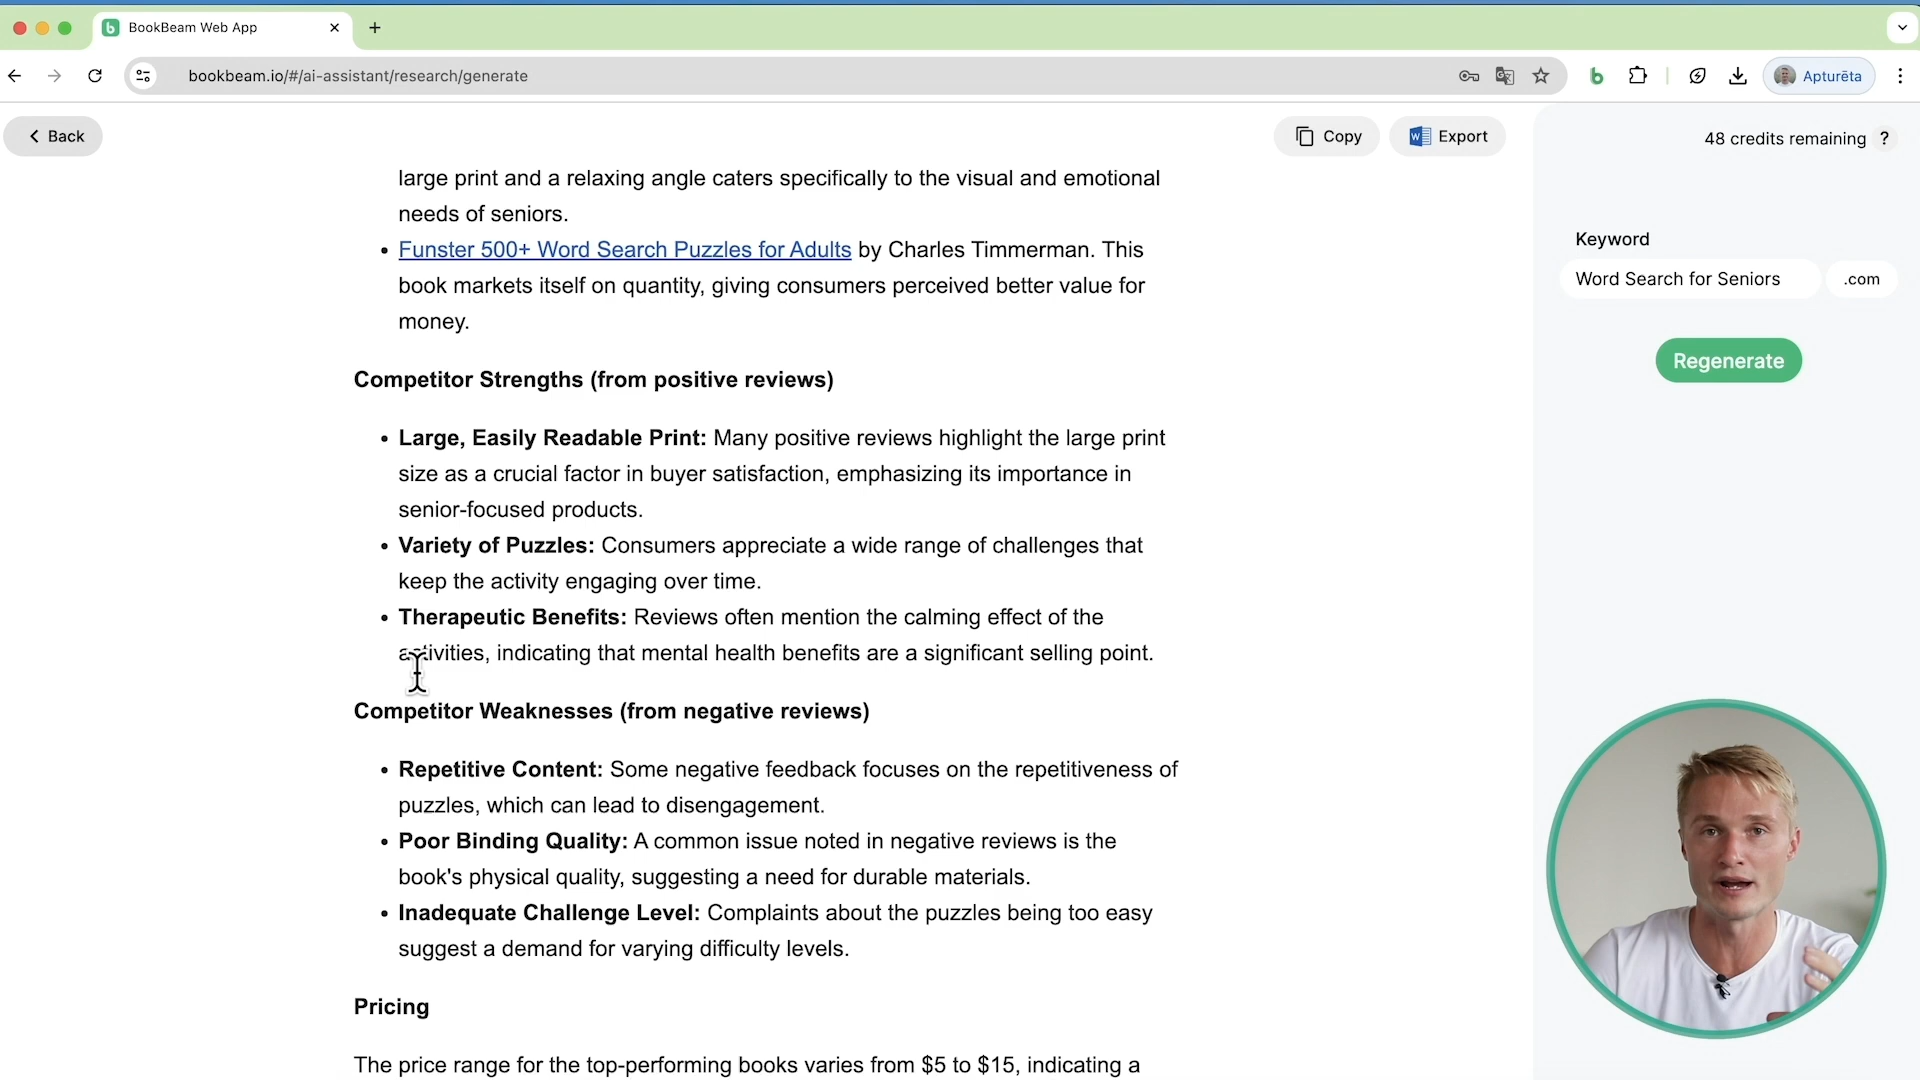 BookBeam Web App
bookbeam.io/#/ai-assistant/research/generate
Apturēta
Back
Copy
Export
48 credits remaining ?
large print and a relaxing angle caters specifically to the visual and emotional
needs of seniors.
• Funster 500+ Word Search Puzzles for Adults by Charles Timmerman. This
book markets itself on quantity, giving consumers perceived better value for
money.
Competitor Strengths (from positive reviews)
• Large, Easily Readable Print: Many positive reviews highlight the large print
size as a crucial factor in buyer satisfaction, emphasizing its importance in
senior-focused products.
• Variety of Puzzles: Consumers appreciate a wide range of challenges that
keep the activity engaging over time.
• Therapeutic Benefits: Reviews often mention the calming effect of the
activities, indicating that mental health benefits are a significant selling point.
Competitor Weaknesses (from negative reviews)
• Repetitive Content: Some negative feedback focuses on the repetitiveness of
puzzles, which can lead to disengagement.
• Poor Binding Quality: A common issue noted in negative reviews is the
book's physical quality, suggesting a need for durable materials.
• Inadequate Challenge Level: Complaints about the puzzles being too easy
suggest a demand for varying difficulty levels.
Pricing
The price range for the top-performing books varies from $5 to $15, indicating a
Keyword
Word Search for Seniors
.com
Regenerate